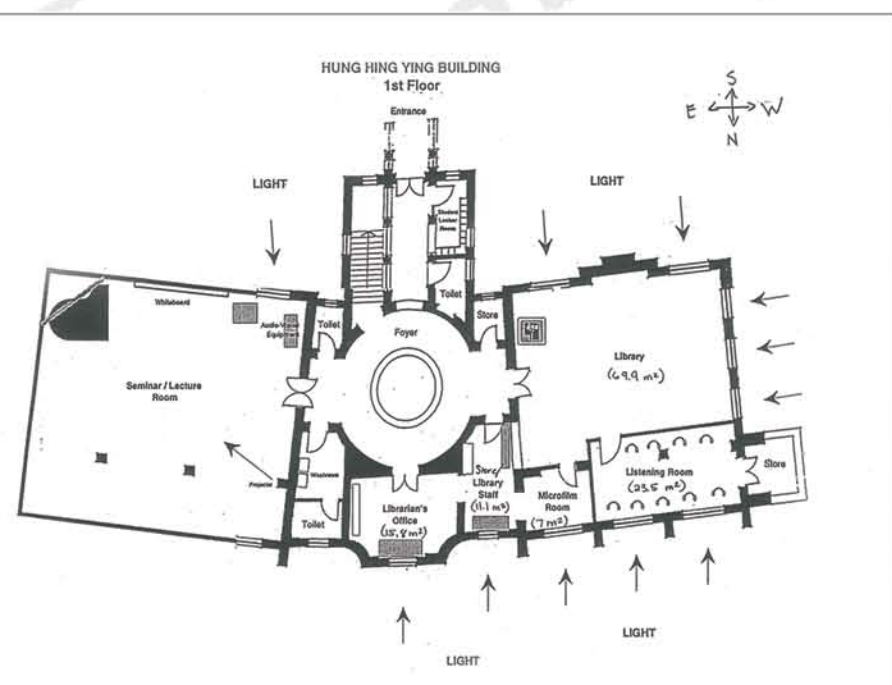 HUNG HING YING BUILDING
1st Floor
Entrance
S
E W
N
LIGHT
LIGHT
Student
Locker
Room
Whiteboard
Audio-Visual
Equipment
Toilet
Foyer
Toilet
Store
Library
(69.9 m²)
Seminar / Lecture
Room
Projector
Washroom
Toilet
Librarian's
Office
(15.8 m²)
Store/
Library
Staff
(11.1 m²)
Microfilm
Room
(7 m²)
Listening Room
(23.5 m²)
Store
LIGHT
LIGHT